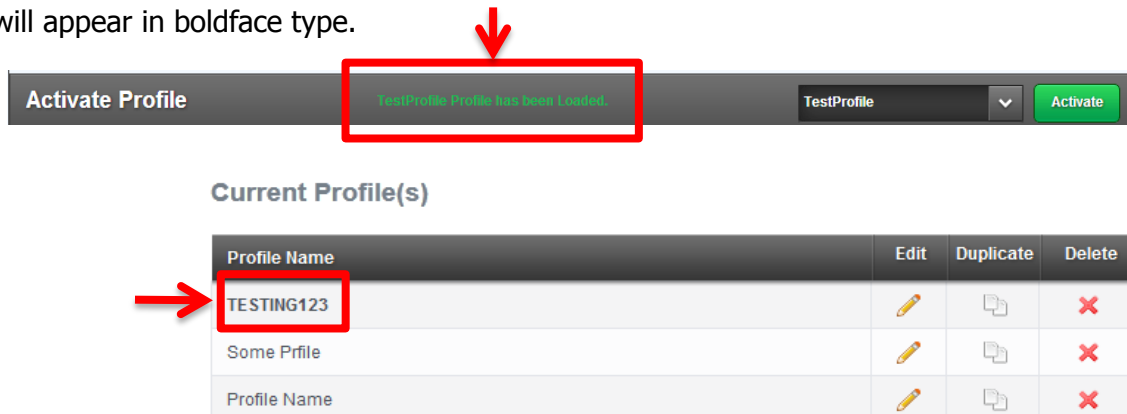 will appear in boldface type.
Activate Profile TestProfile Profile has been Loaded. TestProfile Activate
Current Profile(s)
Profile Name Edit Duplicate Delete
TESTING123
Some Prfile
Profile Name